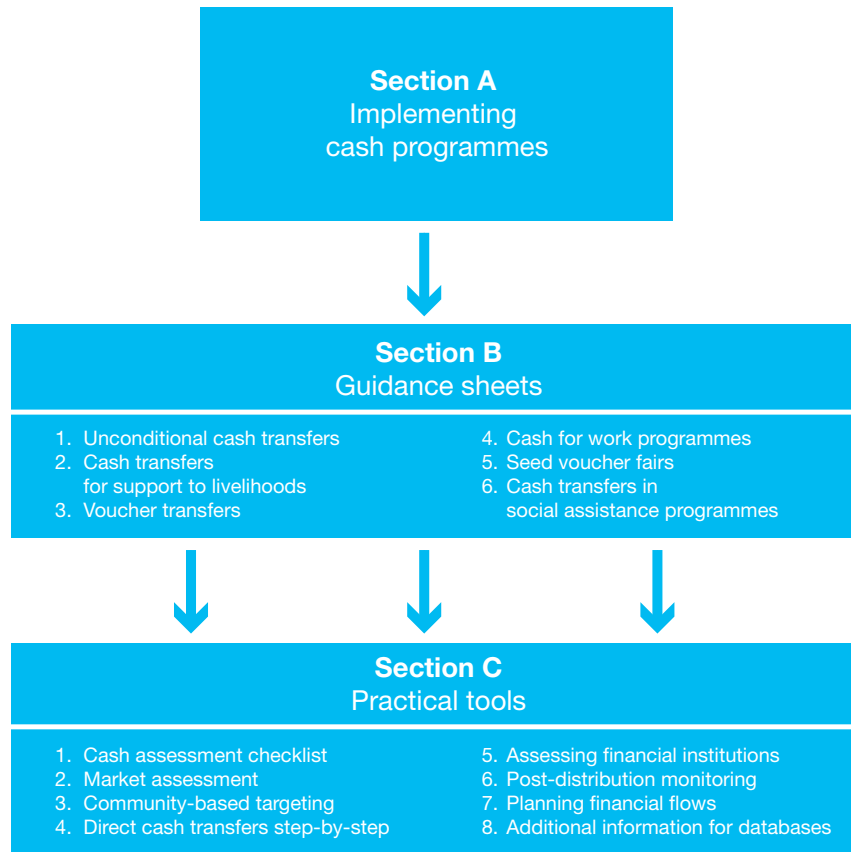 Section A
Implementing
cash programmes
Section B
Guidance sheets
1. Unconditional cash transfers
2. Cash transfers
for support to livelihoods
3. Voucher transfers
4. Cash for work programmes
5. Seed voucher fairs
6. Cash transfers in
social assistance programmes
Section C
Practical tools
1. Cash assessment checklist
2. Market assessment
3. Community-based targeting
4. Direct cash transfers step-by-step
5. Assessing financial institutions
6. Post-distribution monitoring
7. Planning financial flows
8. Additional information for databases